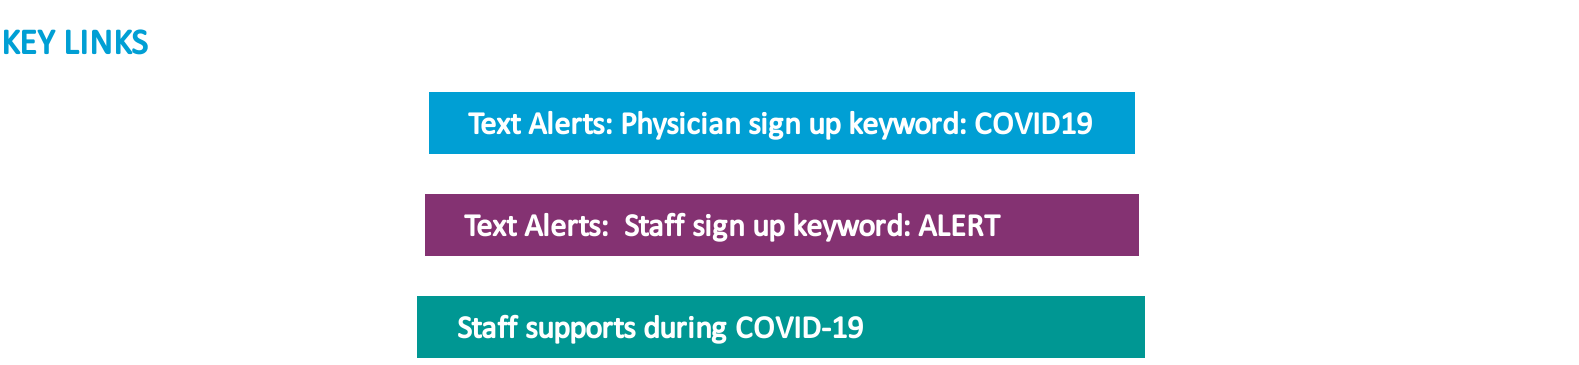 KEY LINKS
Text Alerts: Physician sign up keyword: COVID19
Text Alerts:  Staff sign up keyword: ALERT
Staff supports during COVID-19